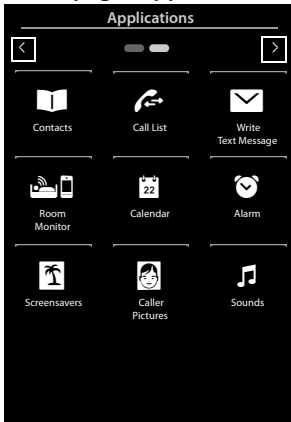 Applications
Contacts
Call List
Write
Text Message
Room
Monitor
22
Calendar
Alarm
Screensavers
Caller
Pictures
Sounds